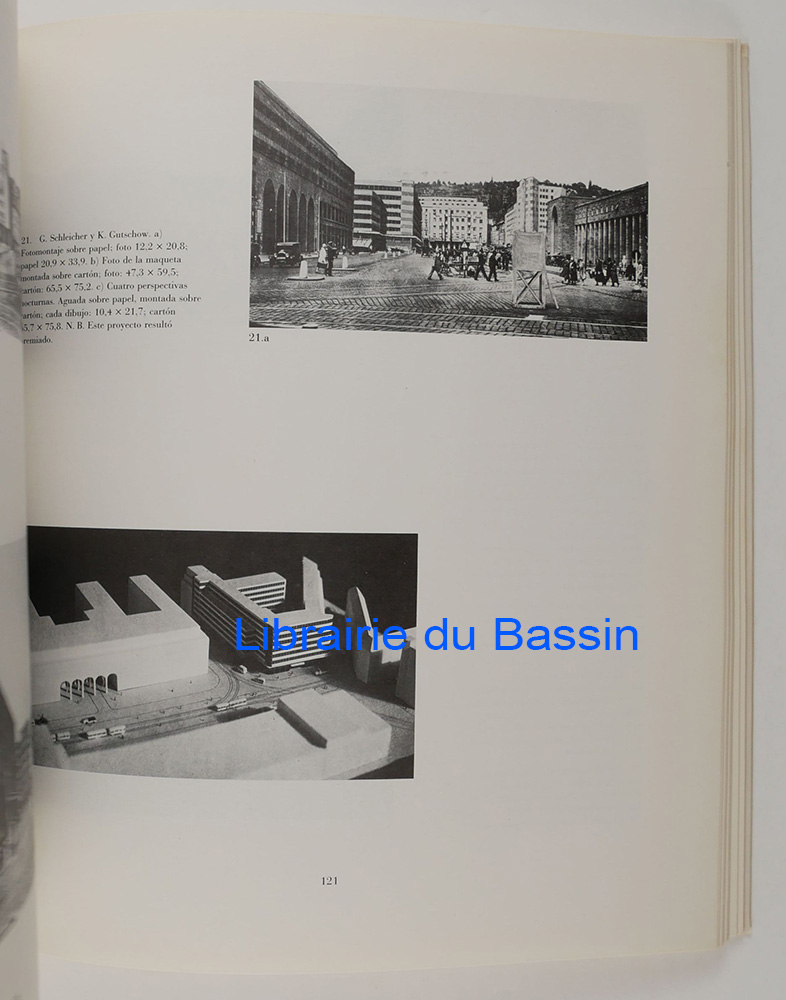 21. G. Schleicher y K. Gutschow. a)
Fotomontaje sobre papel; foto 12,2 × 20,8;
papel 20,9 × 33,9. b) Foto de la maqueta
montada sobre cartón; foto: 47,3 × 59,5;
cartón: 65,5 × 75,2. c) Cuatro perspectivas
nocturnas. Aguada sobre papel, montada sobre
cartón; cada dibujo: 10,4 × 21,7; cartón
65,7 × 75,8. N. B. Este proyecto resultó
premiado.
21.a
Librairie du Bassin
121